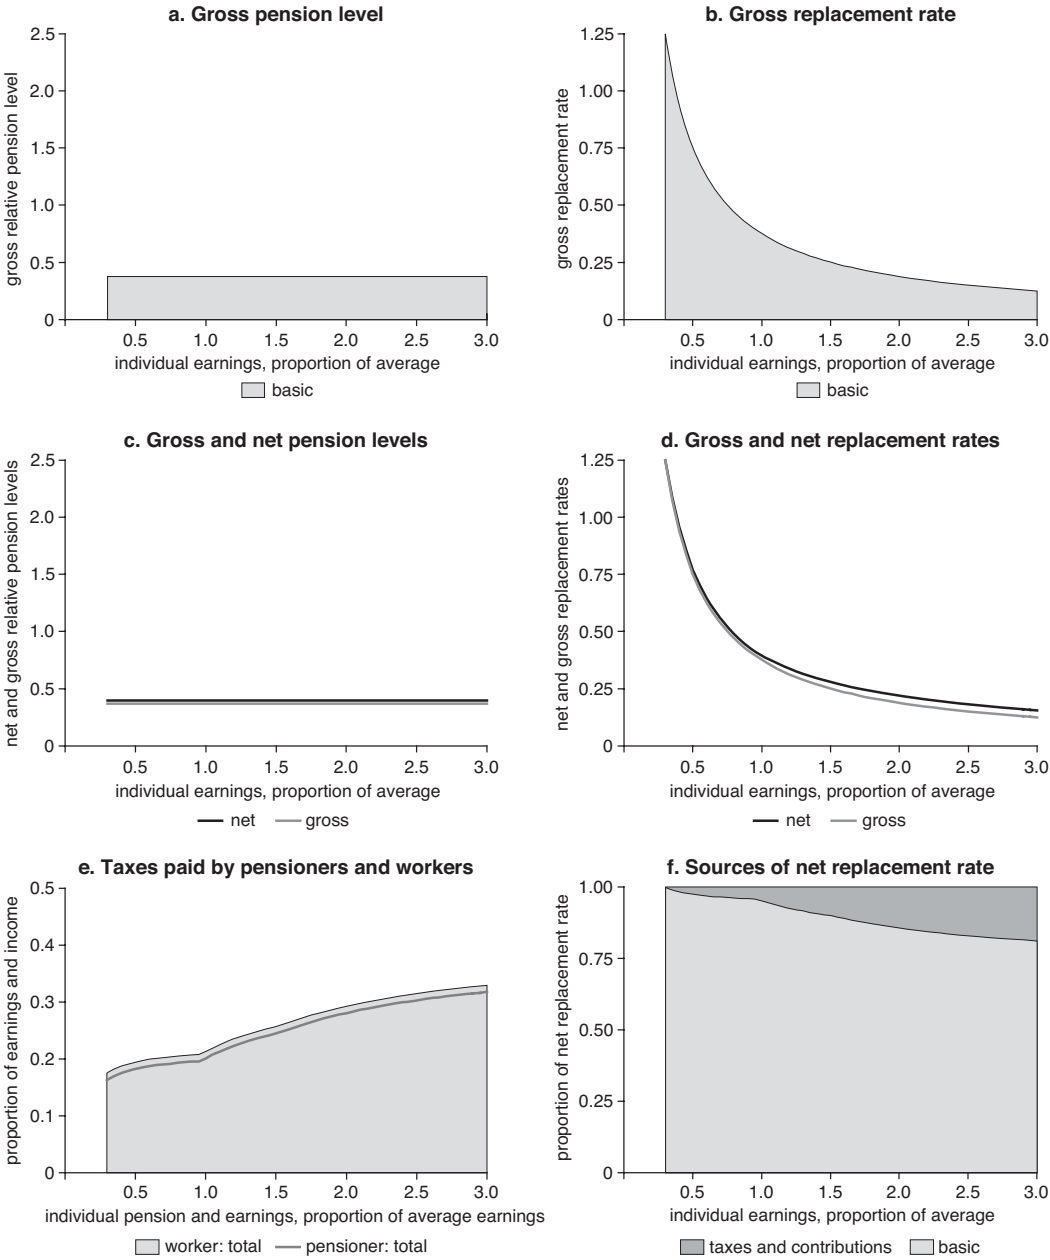 a. Gross pension level
gross relative pension level
2.5
2.0
1.5
1.0
0.5
0
0.5 1.0 1.5 2.0 2.5 3.0
individual earnings, proportion of average
basic
b. Gross replacement rate
gross replacement rate
1.25
1.00
0.75
0.50
0.25
0
0.5 1.0 1.5 2.0 2.5 3.0
individual earnings, proportion of average
basic
c. Gross and net pension levels
net and gross relative pension levels
2.5
2.0
1.5
1.0
0.5
0
0.5 1.0 1.5 2.0 2.5 3.0
individual earnings, proportion of average
net gross
d. Gross and net replacement rates
net and gross replacement rates
1.25
1.00
0.75
0.50
0.25
0
0.5 1.0 1.5 2.0 2.5 3.0
individual earnings, proportion of average
net gross
e. Taxes paid by pensioners and workers
proportion of earnings and income
0.5
0.4
0.3
0.2
0.1
0
0.5 1.0 1.5 2.0 2.5 3.0
individual pension and earnings, proportion of average earnings
worker: total pensioner: total
f. Sources of net replacement rate
proportion of net replacement rate
1.00
0.75
0.50
0.25
0
0.5 1.0 1.5 2.0 2.5 3.0
individual earnings, proportion of average
taxes and contributions basic